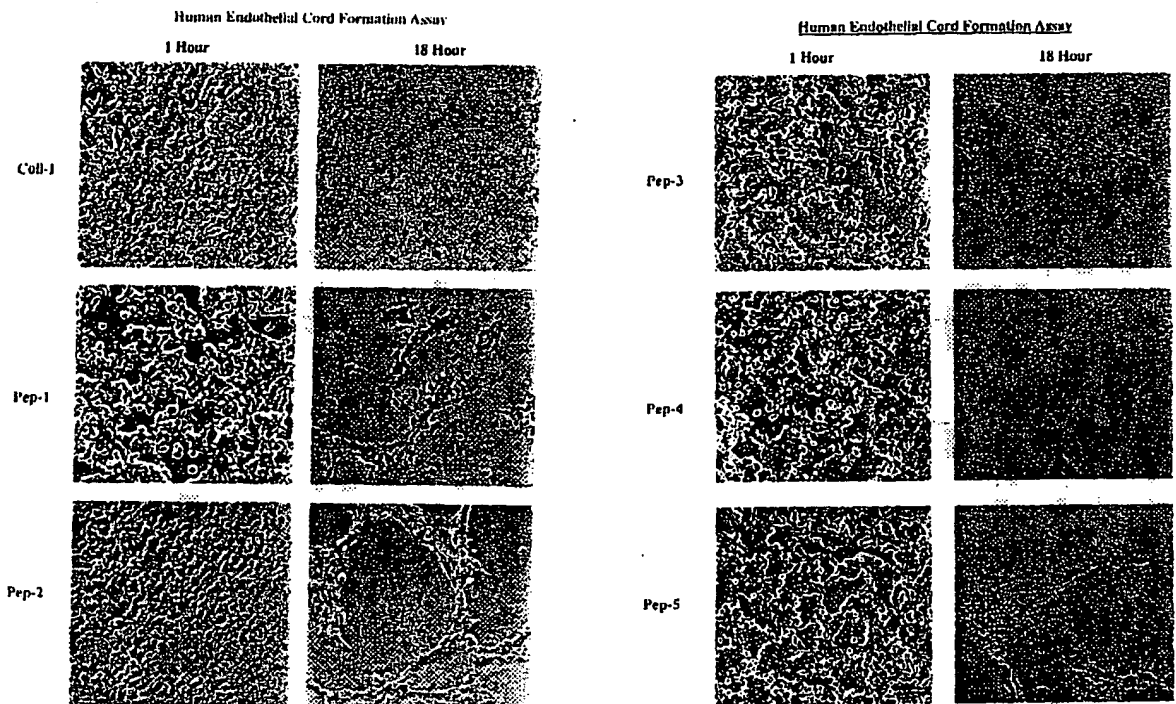 Human Endothelial Cord Formation Assay
1 Hour
18 Hour
Coll-I
Pep-1
Pep-2
Human Endothelial Cord Formation Assay
1 Hour
18 Hour
Pep-3
Pep-4
Pep-5